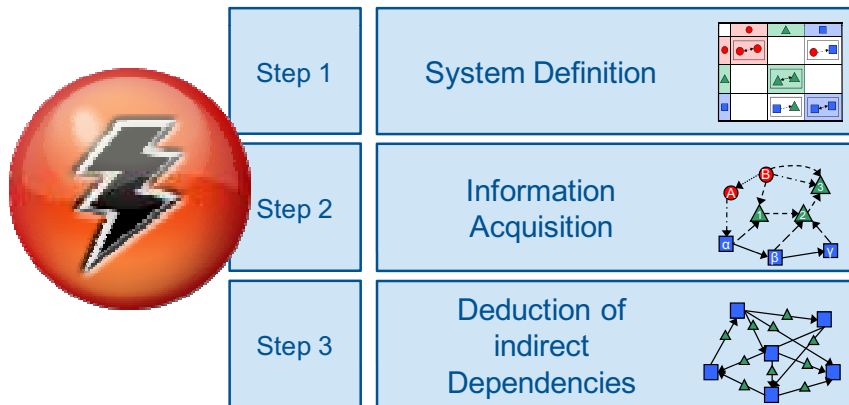 Step 1
System Definition
Step 2
Information
Acquisition
B
A
3
1
2
α
β
γ
Step 3
Deduction of
indirect
Dependencies